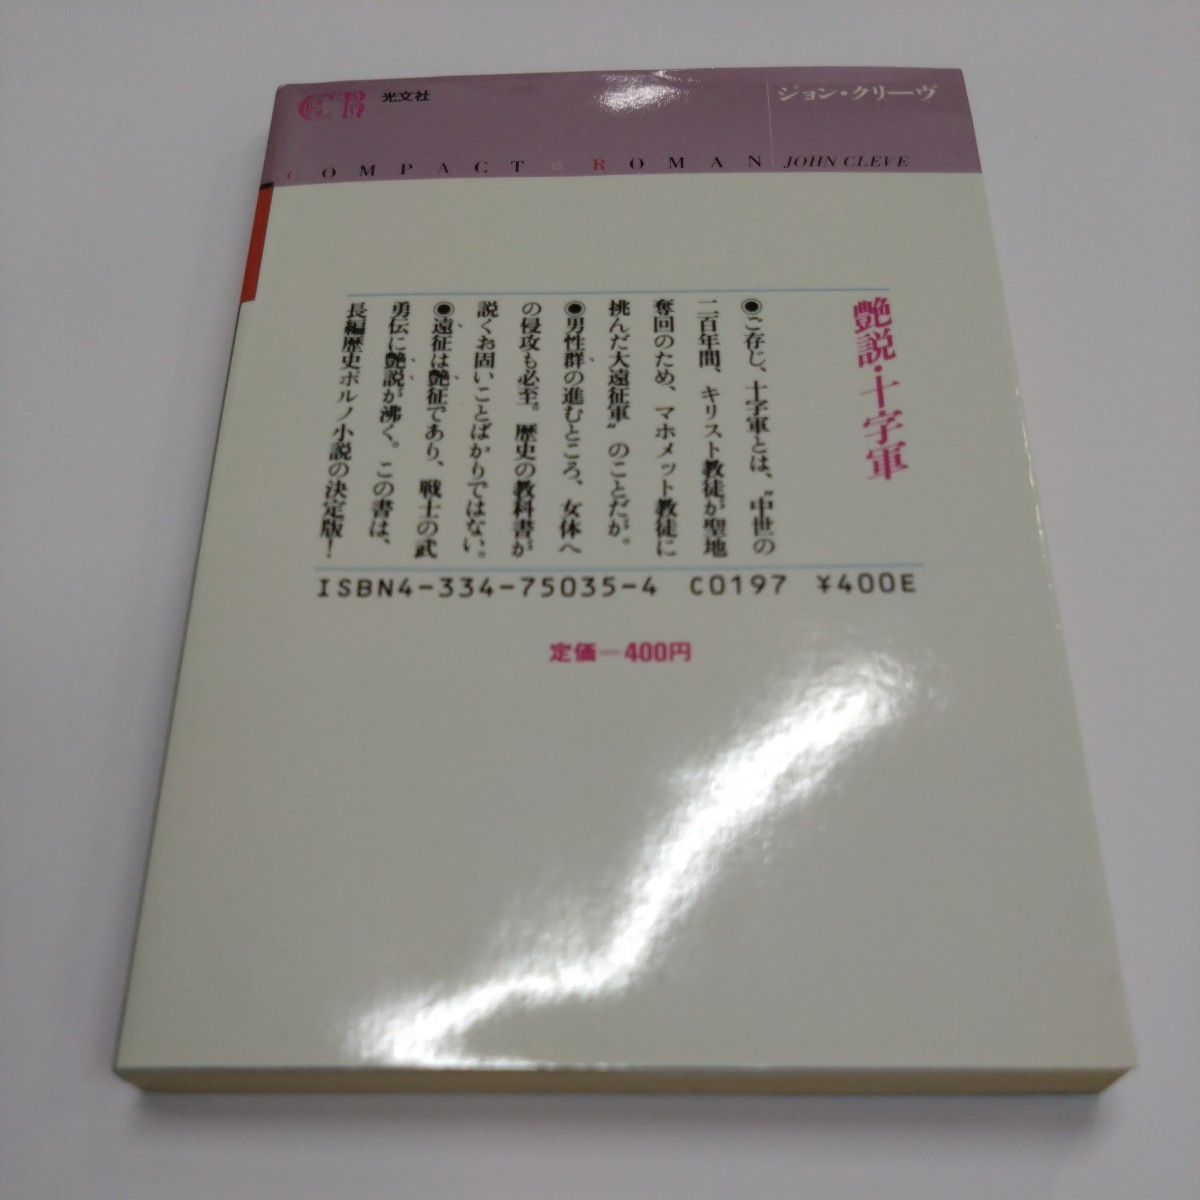 CR 光文社
ジョン・クリーヴ
COMPACT & ROMAN
JOHN CLEVE
艶説・十字軍
●ご存じ、十字軍とは、〝中世の
二百年間、キリスト教徒が聖地
奪回のため、マホメット教徒に
挑んだ大遠征軍〟のことだが。
●男性群の進むところ、女体へ
の侵攻も必至。歴史の教科書が
説くお固いことばかりではない。
●遠征は艶征であり、戦士の武
勇伝に艶説が沸く。この書は、
長編歴史ポルノ小説の決定版!
ISBN4-334-75035-4 C0197 ¥400E
定価ー400円